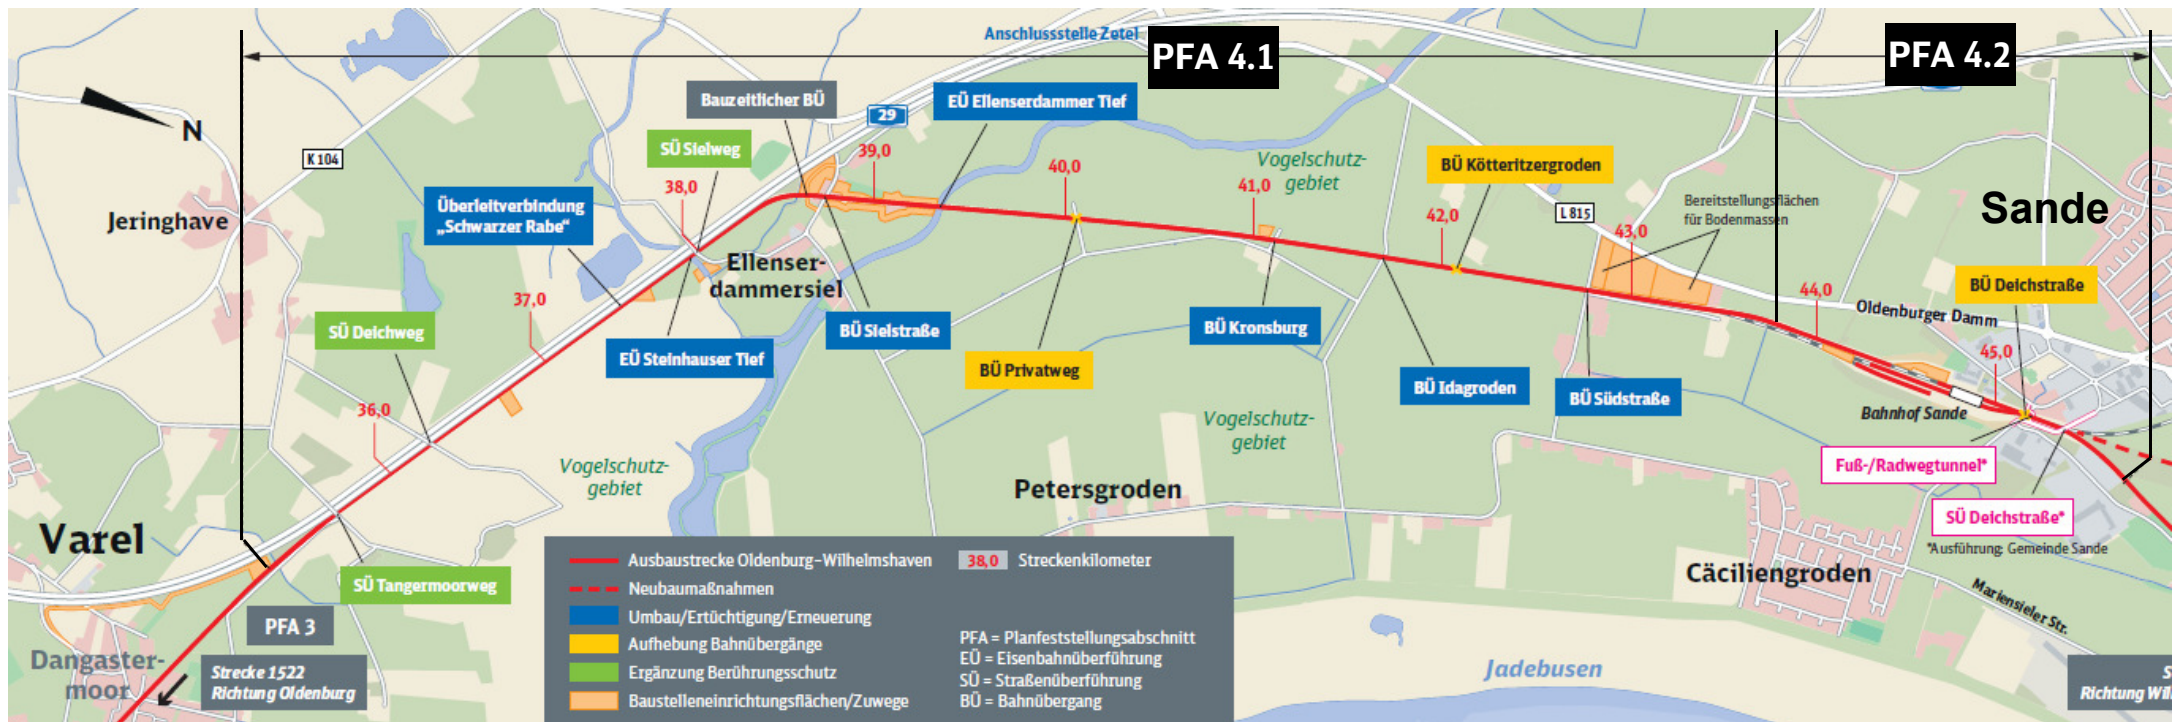 Anschlussstelle Zetel
PFA 4.1
PFA 4.2
Bauzeitlicher BÜ
EÜ Ellenserdammer Tief
29
N
K 104
SÜ Sielweg
39,0
40,0
Vogelschutz-
gebiet
BÜ Kötteritzergroden
38,0
41,0
Bereitstellungsflächen
für Bodenmassen
Jeringhave
Überleitverbindung
„Schwarzer Rabe“
42,0
L 815
43,0
Sande
Ellenser-
dammersiel
37,0
SÜ Deichweg
EÜ Steinhauser Tief
BÜ Sielstraße
BÜ Privatweg
BÜ Kronsburg
BÜ Idagroden
BÜ Südstraße
44,0
Oldenburger Damm
BÜ Deichstraße
45,0
Bahnhof Sande
36,0
Vogelschutz-
gebiet
Vogelschutz-
gebiet
Petersgroden
Fuß-/Radwegtunnel*
SÜ Deichstraße*
*Ausführung: Gemeinde Sande
Varel
SÜ Tangermoorweg
PFA 3
Cäciliengroden
Mariensieler Str.
Dangaster-
moor
Strecke 1522
Richtung Oldenburg
Jadebusen
Richtung Wil
Ausbaustrecke Oldenburg–Wilhelmshaven
38,0 Streckenkilometer
Neubaumaßnahmen
Umbau/Ertüchtigung/Erneuerung
Aufhebung Bahnübergänge
Ergänzung Berührungsschutz
Baustelleneinrichtungsflächen/Zuwege
PFA = Planfeststellungsabschnitt
EÜ = Eisenbahnüberführung
SÜ = Straßenüberführung
BÜ = Bahnübergang